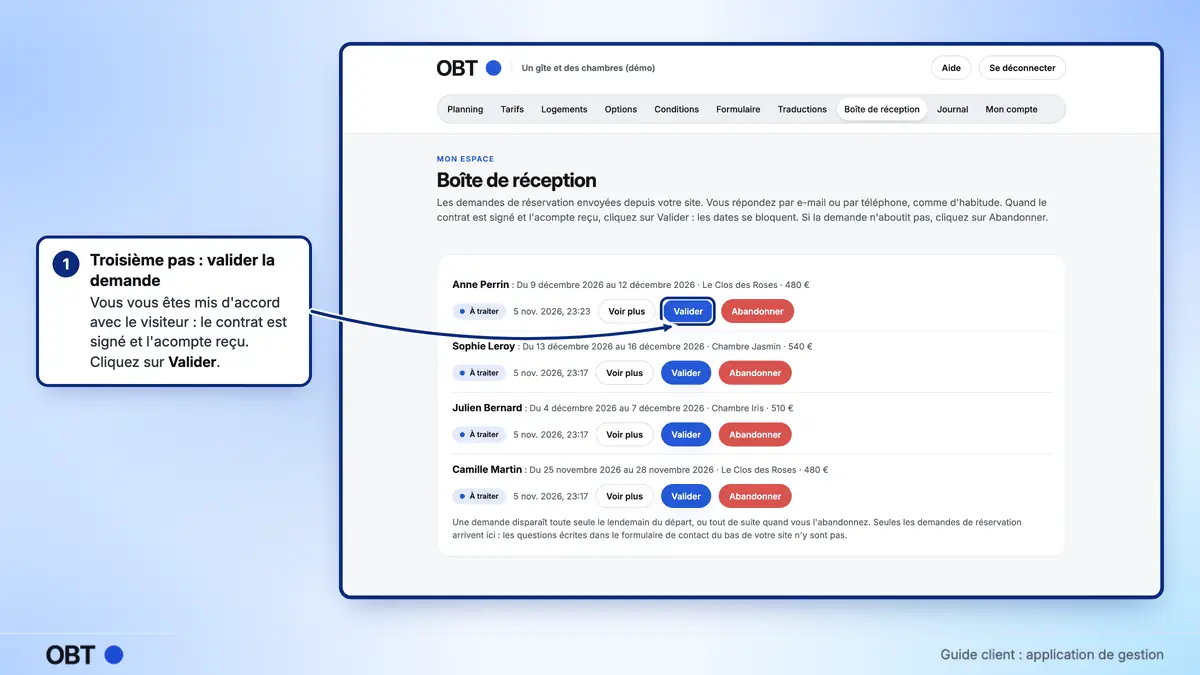 OBT
Un gîte et des chambres (démo)
Aide
Se déconnecter
Planning
Tarifs
Logements
Options
Conditions
Formulaire
Traductions
Boîte de réception
Journal
Mon compte
MON ESPACE
Boîte de réception
Les demandes de réservation envoyées depuis votre site. Vous répondez par e-mail ou par téléphone, comme d'habitude. Quand le
contrat est signé et l'acompte reçu, cliquez sur Valider : les dates se bloquent. Si la demande n'aboutit pas, cliquez sur Abandonner.
1
Troisième pas : valider la
demande
Vous vous êtes mis d'accord
avec le visiteur : le contrat est
signé et l'acompte reçu.
Cliquez sur Valider.
Anne Perrin : Du 9 décembre 2026 au 12 décembre 2026 · Le Clos des Roses · 480 €
À traiter 5 nov. 2026, 23:23 Voir plus Valider Abandonner
Sophie Leroy : Du 13 décembre 2026 au 16 décembre 2026 · Chambre Jasmin · 540 €
À traiter 5 nov. 2026, 23:17 Voir plus Valider Abandonner
Julien Bernard : Du 4 décembre 2026 au 7 décembre 2026 · Chambre Iris · 510 €
À traiter 5 nov. 2026, 23:17 Voir plus Valider Abandonner
Camille Martin : Du 25 novembre 2026 au 28 novembre 2026 · Le Clos des Roses · 480 €
À traiter 5 nov. 2026, 23:17 Voir plus Valider Abandonner
Une demande disparaît toute seule le lendemain du départ, ou tout de suite quand vous l'abandonnez. Seules les demandes de réservation
arrivent ici : les questions écrites dans le formulaire de contact du bas de votre site n'y sont pas.
OBT
Guide client : application de gestion